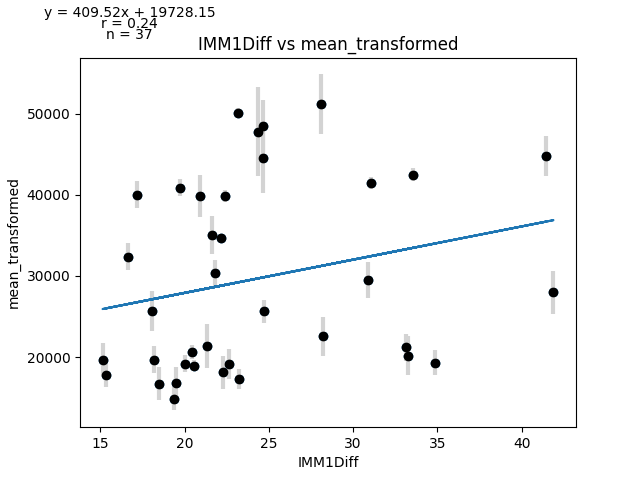 y = 409.52x + 19728.15
r = 0.24
n = 37
IMM1Diff vs mean_transformed
50000
40000
30000
20000
mean_transformed
15 20 25 30 35 40
IMM1Diff